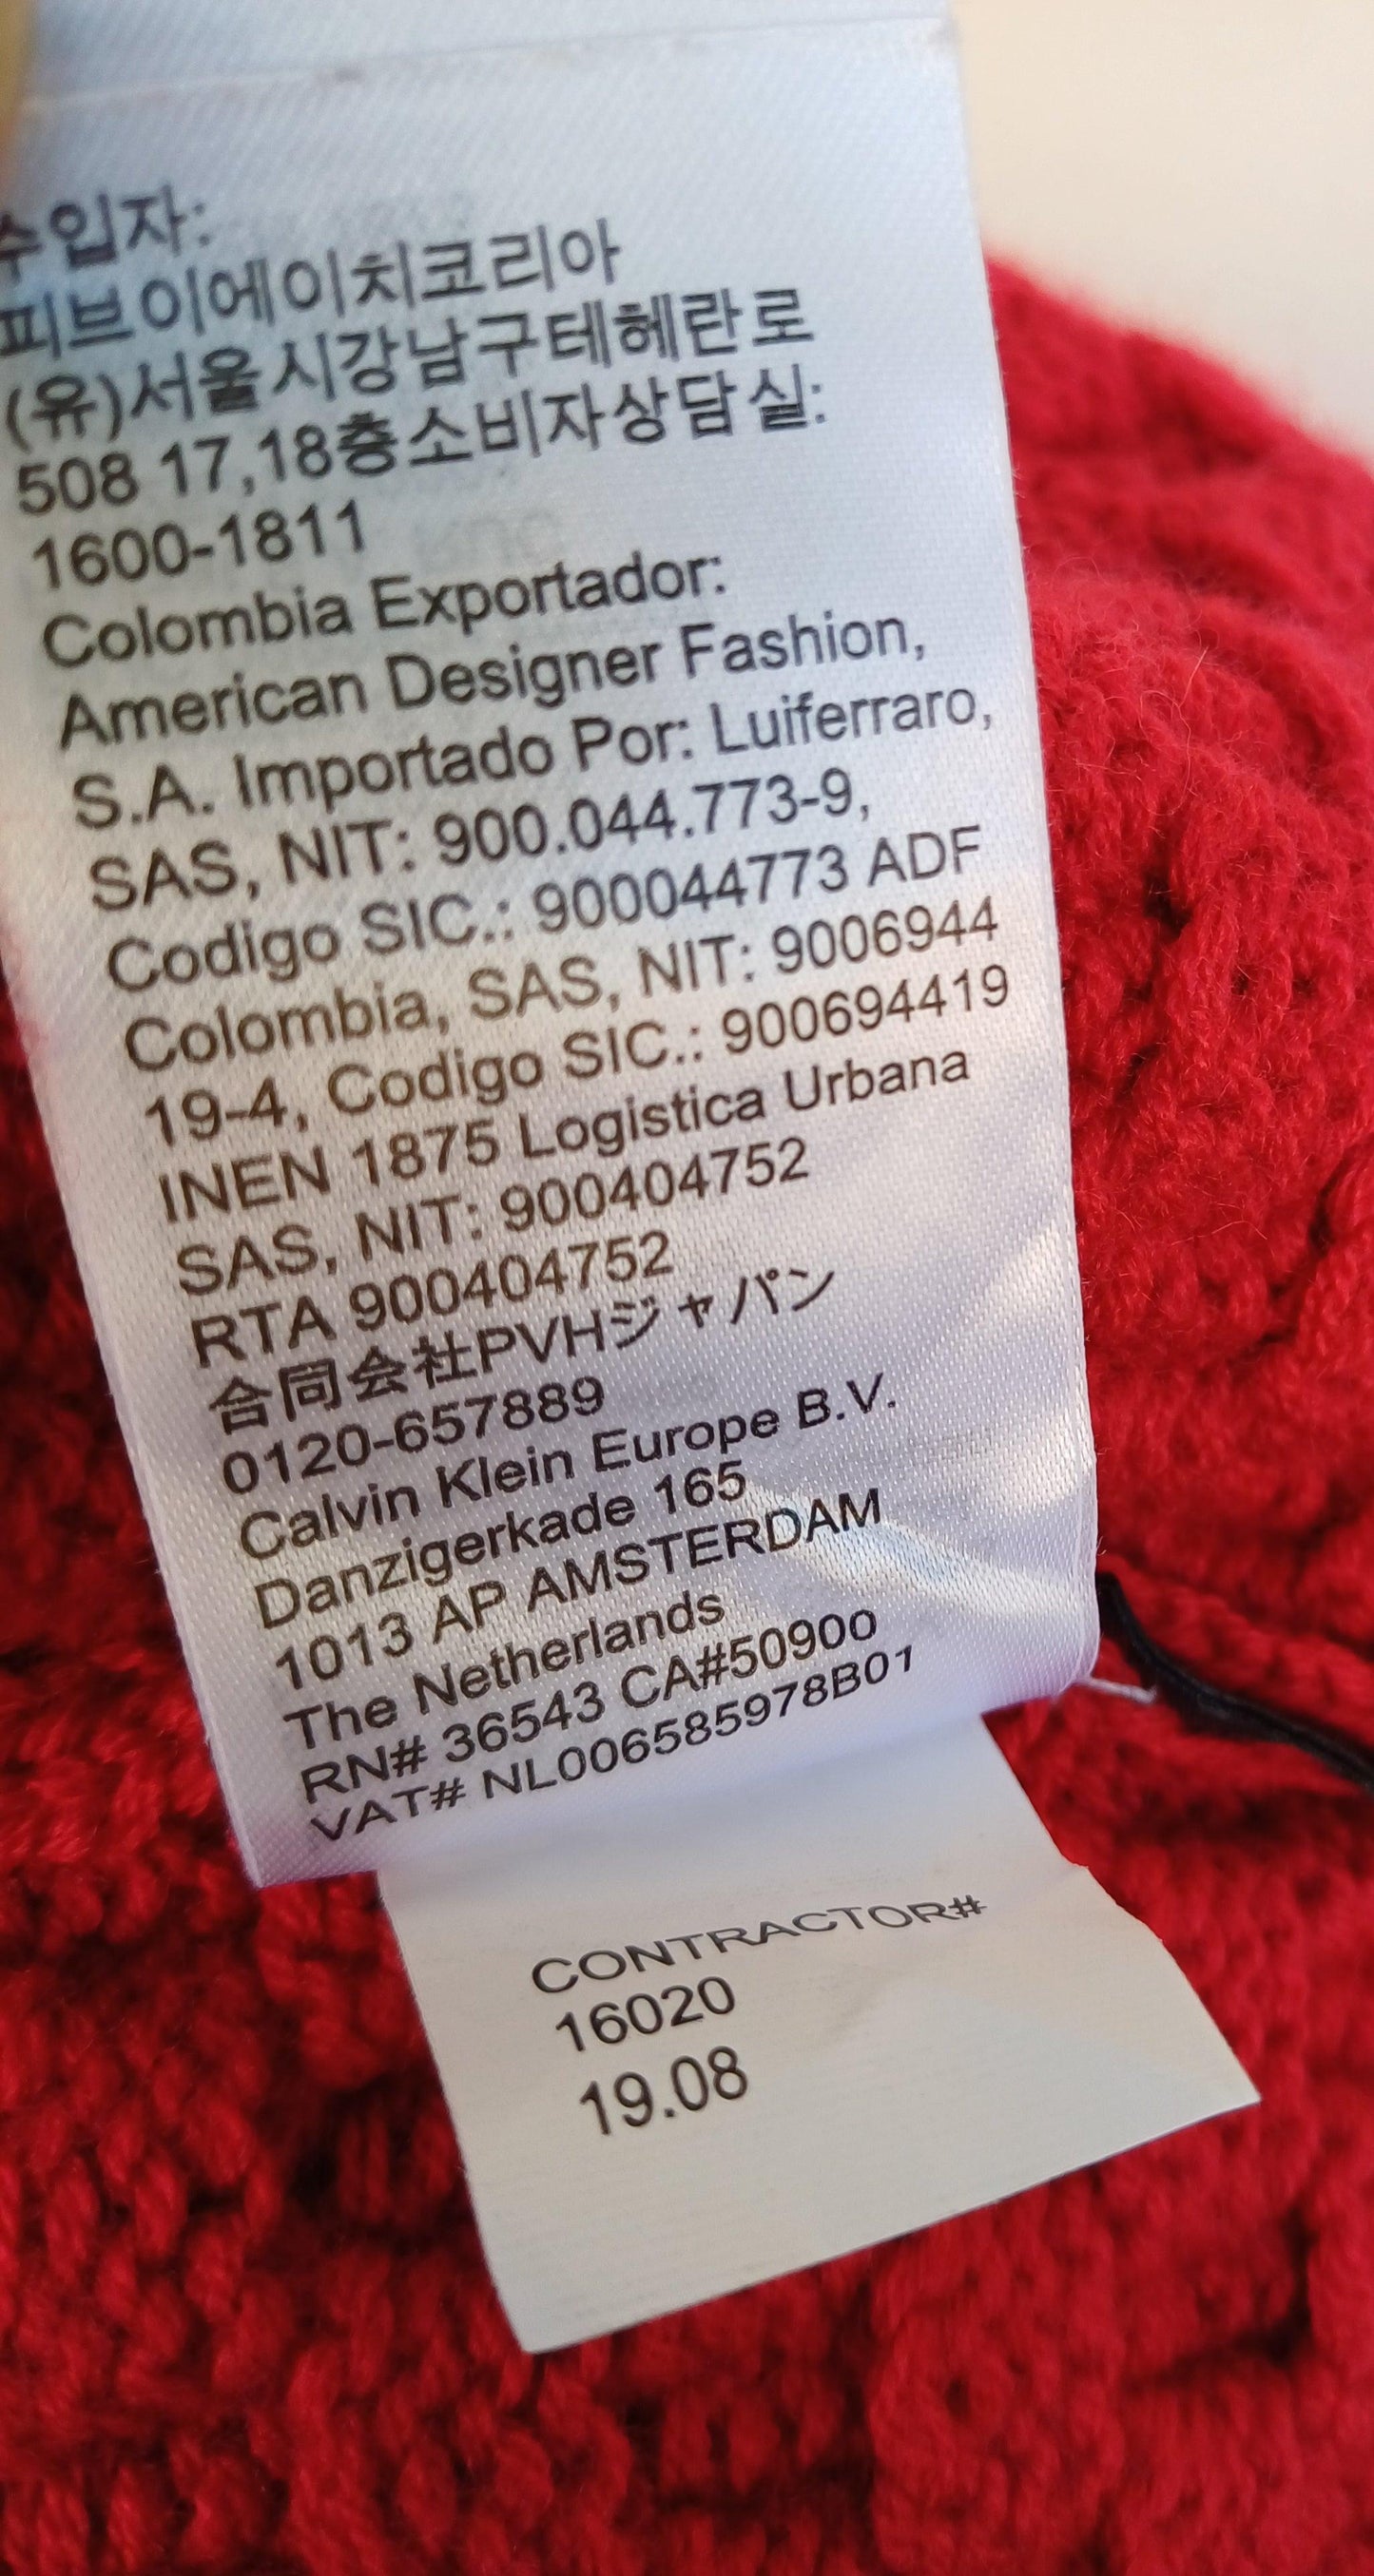 수입자:
피브이에이치코리아
(유)서울시강남구테헤란로
508 17,18층소비자상담실:
1600-1811
Colombia Exportador:
American Designer Fashion,
S.A. Importado Por: Luiferraro,
SAS, NIT: 900.044.773-9,
Codigo SIC.: 900044773 ADF
Colombia, SAS, NIT: 9006944
19-4, Codigo SIC.: 900694419
INEN 1875 Logistica Urbana
SAS, NIT: 900404752
RTA 900404752
合同会社PVHジャパン
0120-657889
Calvin Klein Europe B.V.
Danzigerkade 165
1013 AP AMSTERDAM
The Netherlands
RN# 36543 CA#50900
VAT# NL006585978B01
CONTRACTOR#
16020
19.08